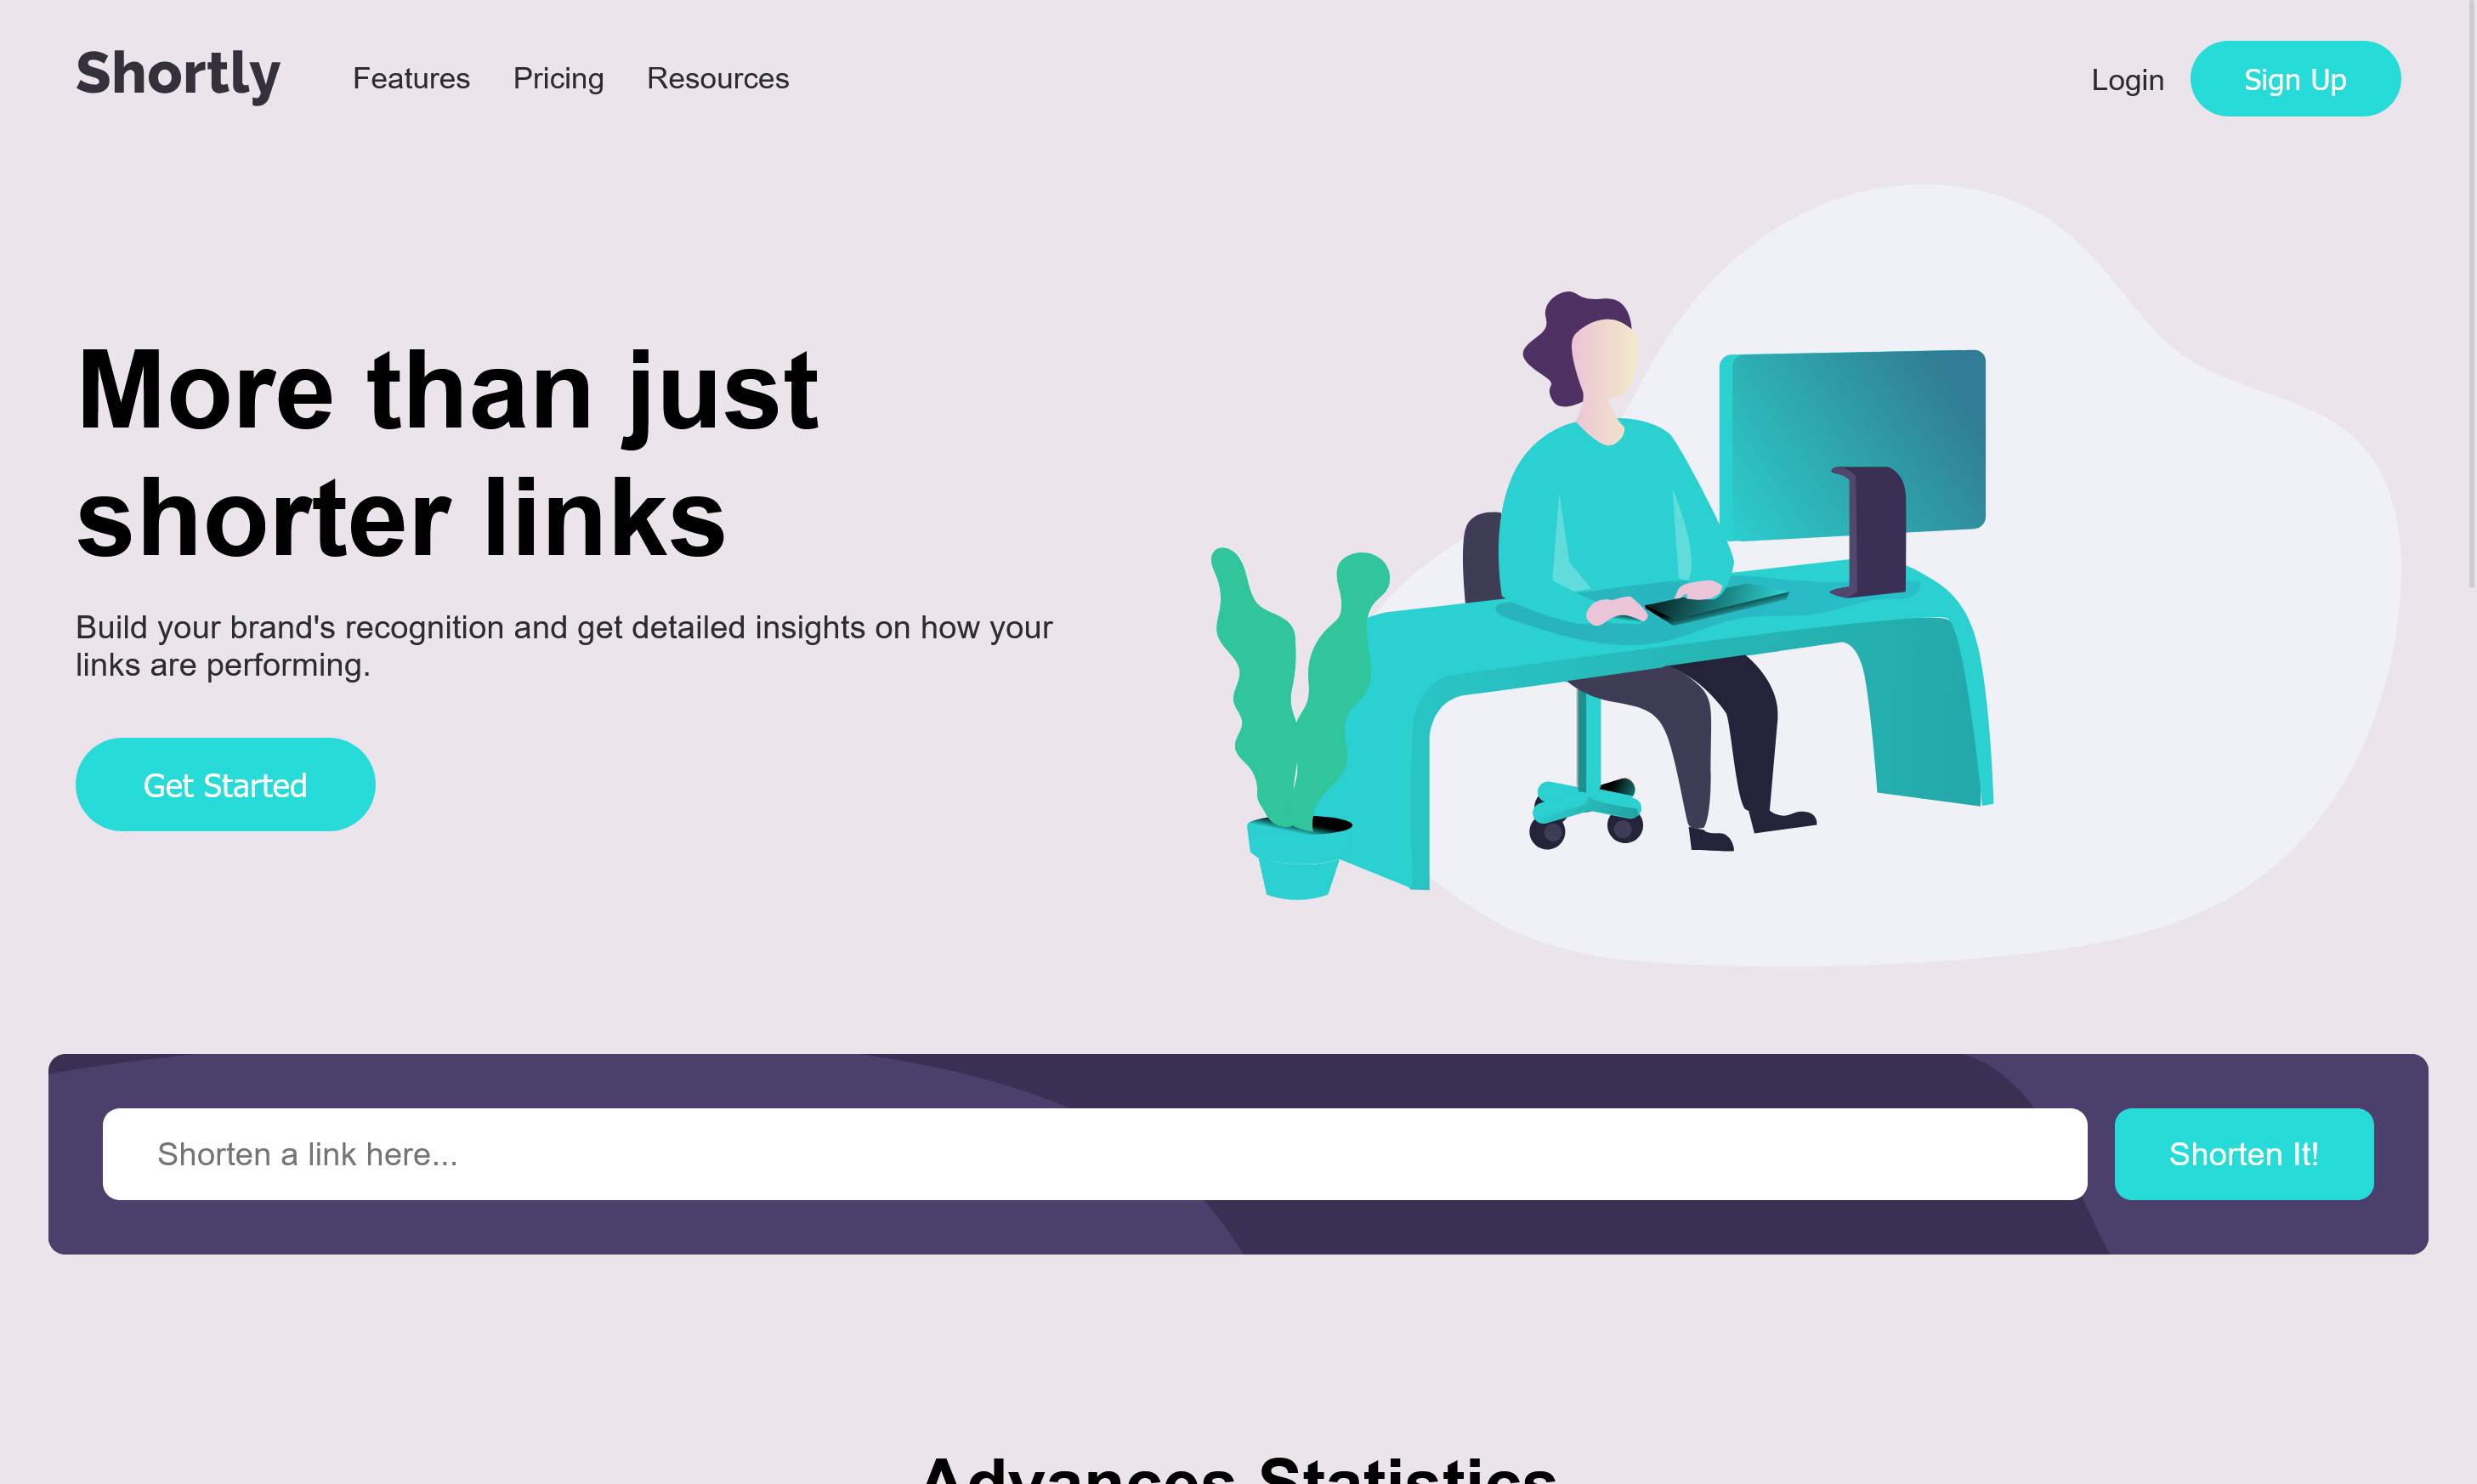 Shortly
Features
Pricing
Resources
Login
Sign Up
More than just
shorter links
Build your brand's recognition and get detailed insights on how your
links are performing.
Get Started
Shorten a link here...
Shorten It!
Advances Statistics